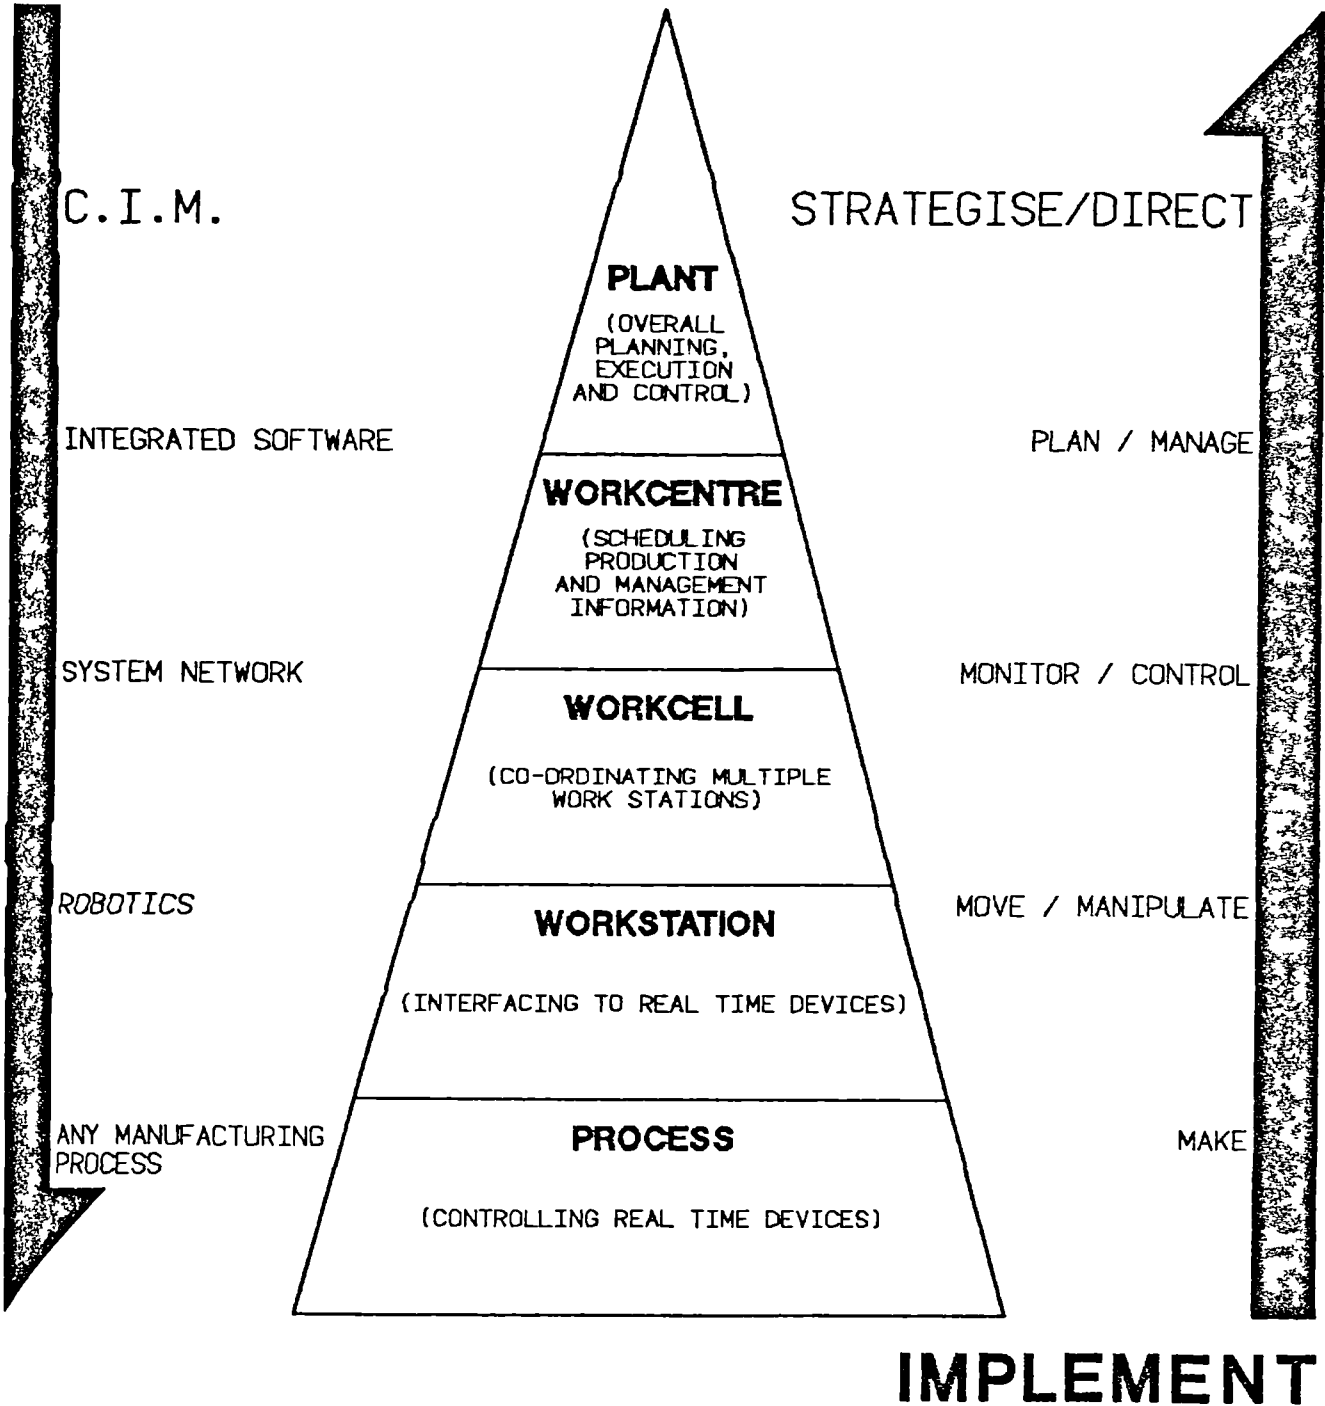 C.I.M.
STRATEGISE/DIRECT
PLANT
(OVERALL
PLANNING,
EXECUTION
AND CONTROL)
INTEGRATED SOFTWARE
PLAN / MANAGE
WORKCENTRE
(SCHEDULING
PRODUCTION
AND MANAGEMENT
INFORMATION)
SYSTEM NETWORK
MONITOR / CONTROL
WORKCELL
(CO-ORDINATING MULTIPLE
WORK STATIONS)
ROBOTICS
MOVE / MANIPULATE
WORKSTATION
(INTERFACING TO REAL TIME DEVICES)
ANY MANUFACTURING
PROCESS
PROCESS
MAKE
(CONTROLLING REAL TIME DEVICES)
IMPLEMENT